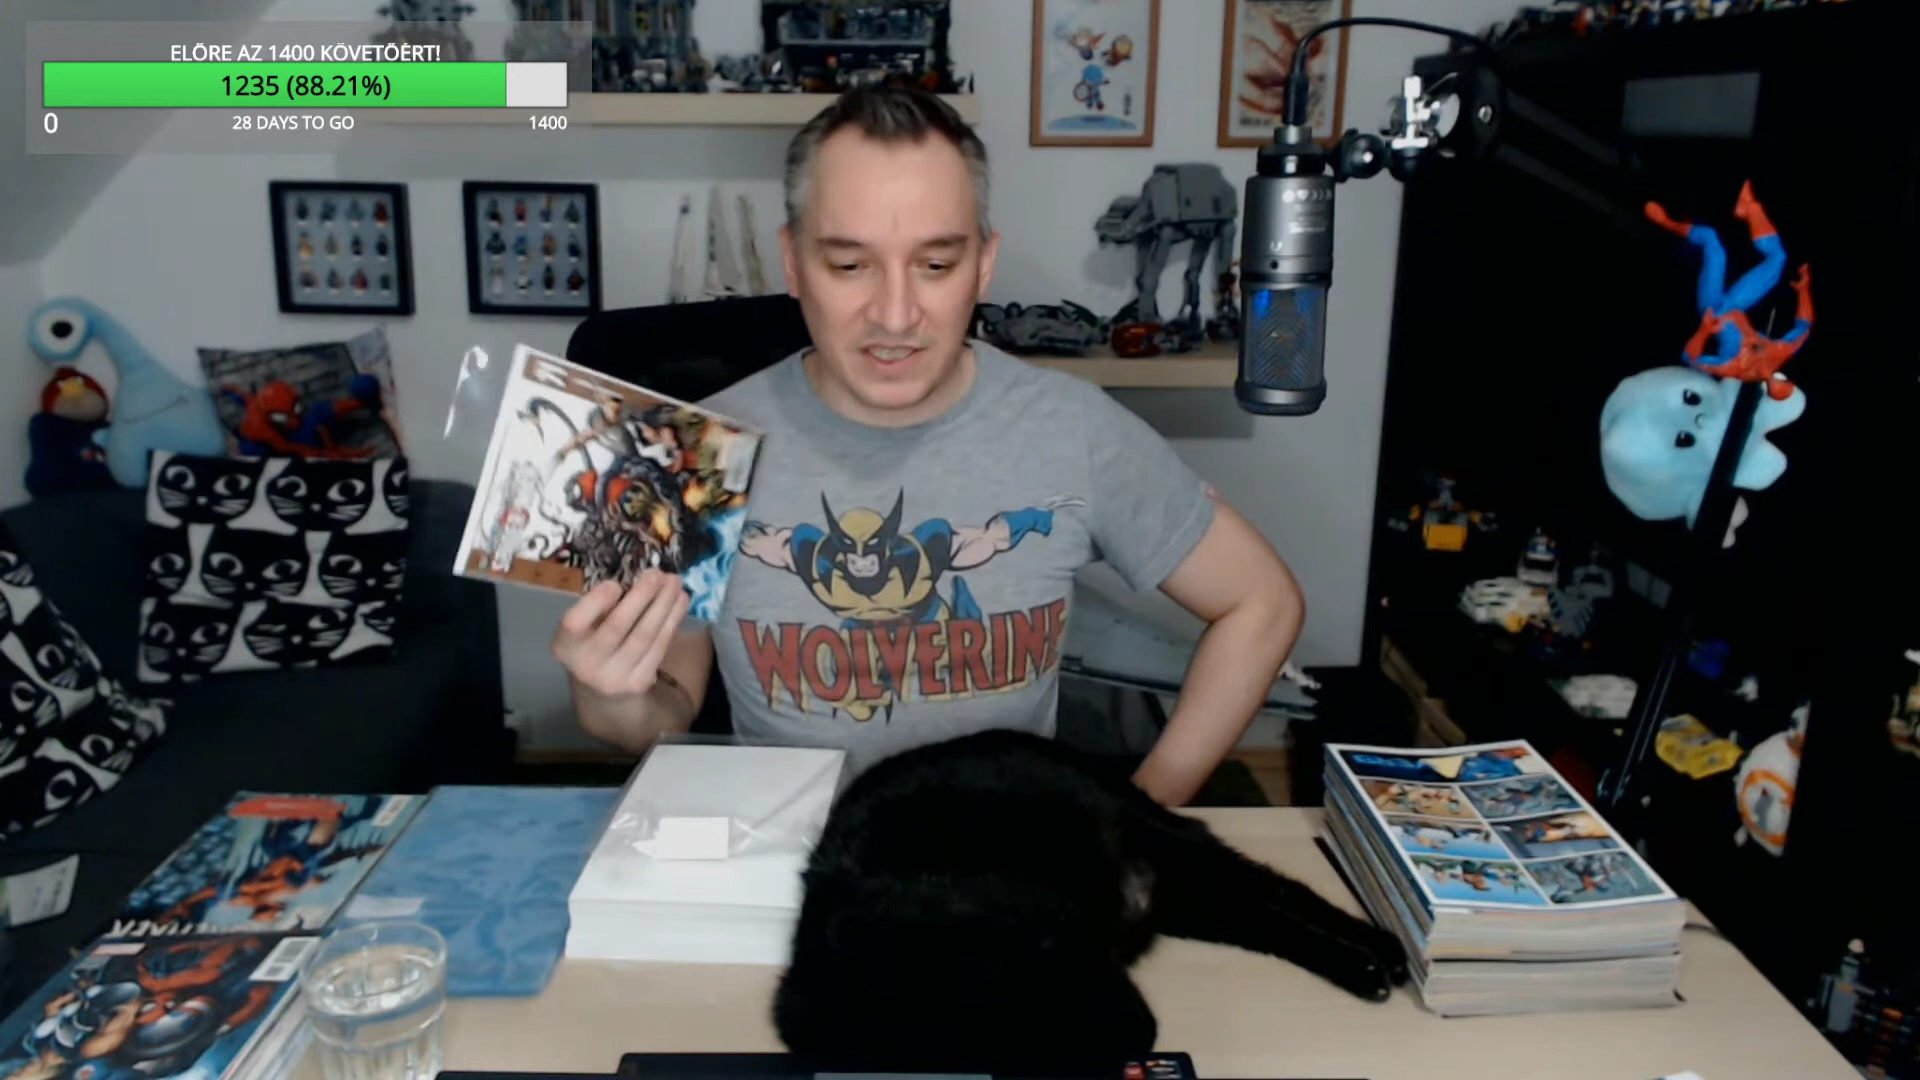 ELŐRE AZ 1400 KÖVETŐÉRT!
1235 (88.21%)
0
28 DAYS TO GO
1400
WOLVERINE